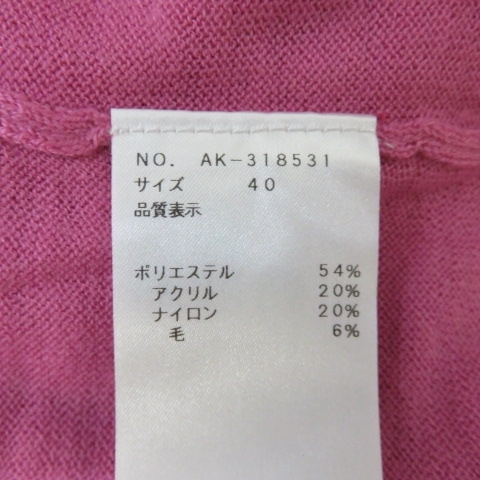 NO. AK-318531
サイズ 40
品質表示
ポリエステル 54%
アクリル 20%
ナイロン 20%
毛 6%